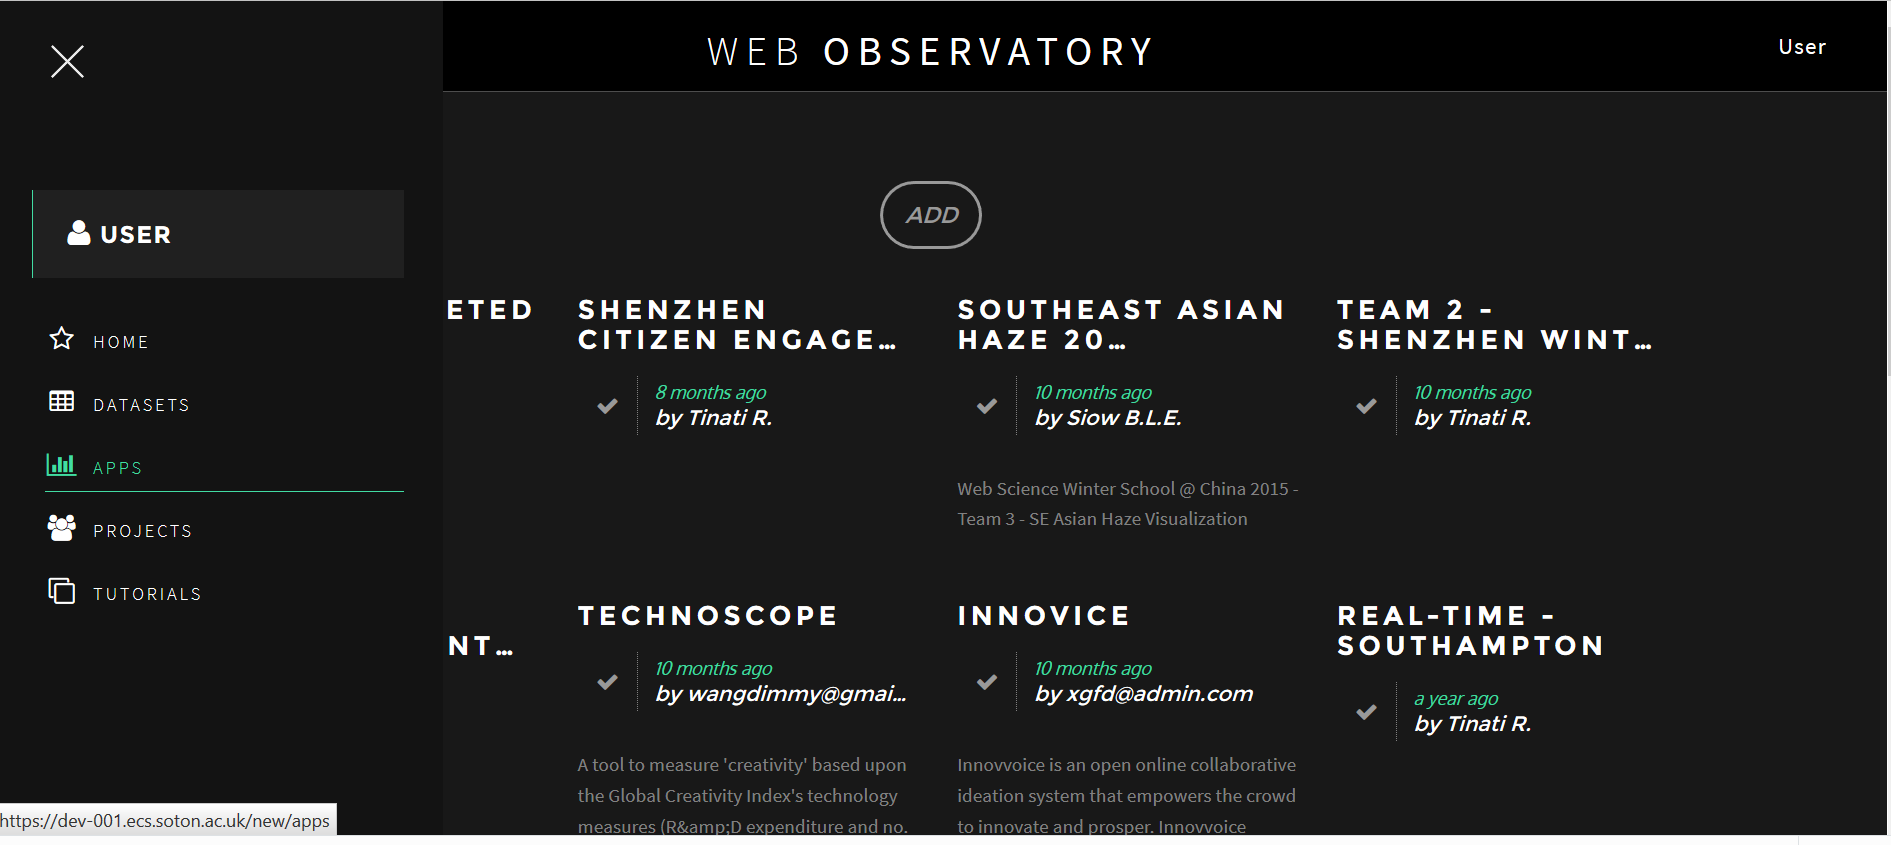 WEB OBSERVATORY
User
USER
HOME
DATASETS
APPS
PROJECTS
TUTORIALS
https://dev-001.ecs.soton.ac.uk/new/apps
ADD
ETED
SHENZHEN
CITIZEN ENGAGE...
8 months ago
by Tinati R.
SOUTHEAST ASIAN
HAZE 20...
10 months ago
by Siow B.L.E.
Web Science Winter School @ China 2015 -
Team 3 - SE Asian Haze Visualization
TEAM 2 -
SHENZHEN WINT...
10 months ago
by Tinati R.
NT...
TECHNOSCOPE
10 months ago
by wangdimmy@gmai...
A tool to measure 'creativity' based upon
the Global Creativity Index's technology
measures (R&amp;D expenditure and no.
INNOVICE
10 months ago
by xgfd@admin.com
Innovvoice is an open online collaborative
ideation system that empowers the crowd
to innovate and prosper. Innovvoice
REAL-TIME -
SOUTHAMPTON
a year ago
by Tinati R.